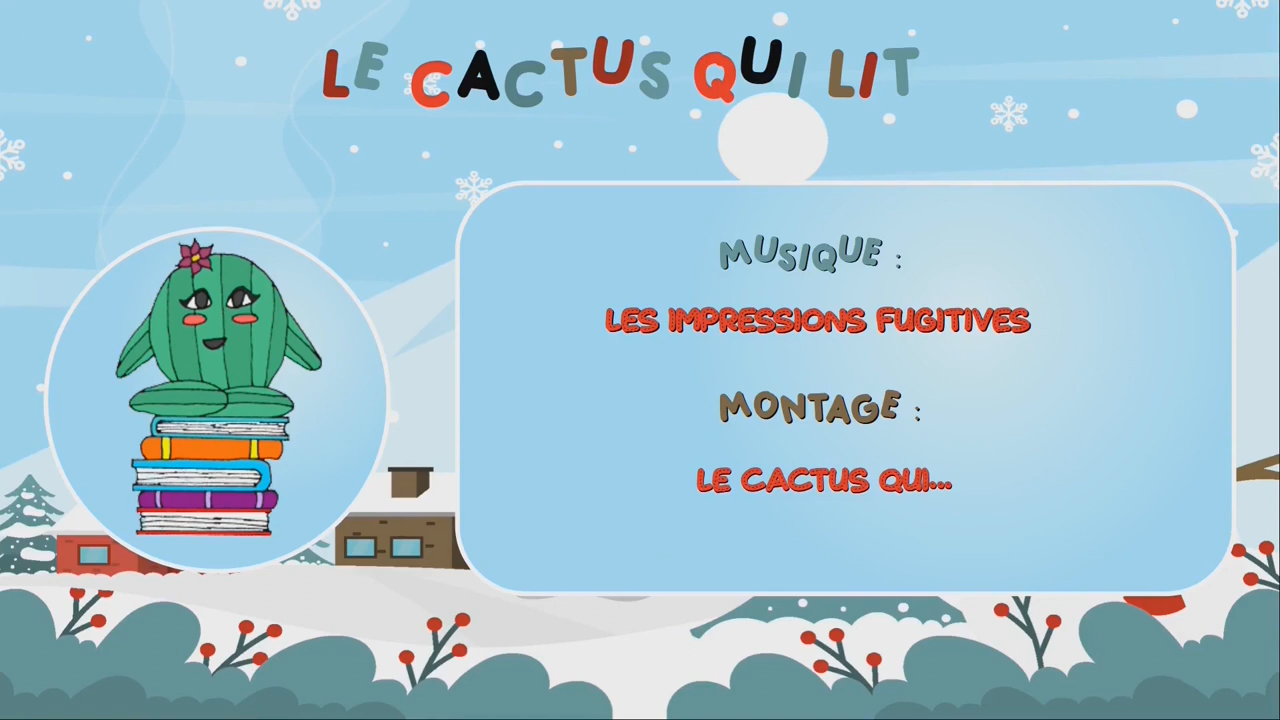 LE CACTUS QUI LIT
MUSIQUE :
LES IMPRESSIONS FUGITIVES
MONTAGE :
LE CACTUS QUI...